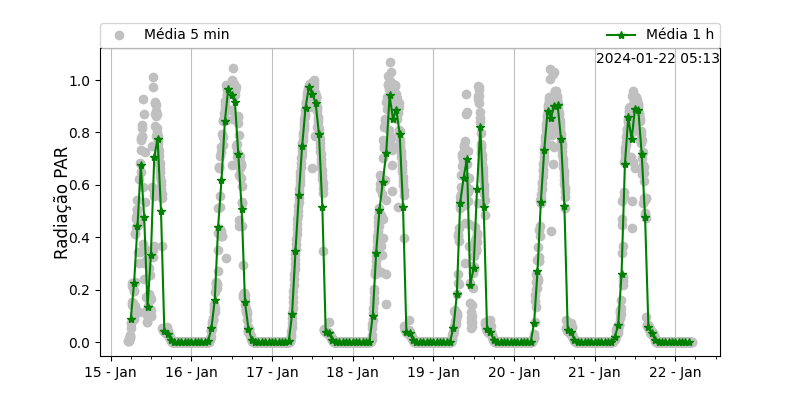 Média 5 min
Média 1 h
2024-01-22 05:13
Radiação PAR
1.0
0.8
0.6
0.4
0.2
0.0
15 - Jan
16 - Jan
17 - Jan
18 - Jan
19 - Jan
20 - Jan
21 - Jan
22 - Jan